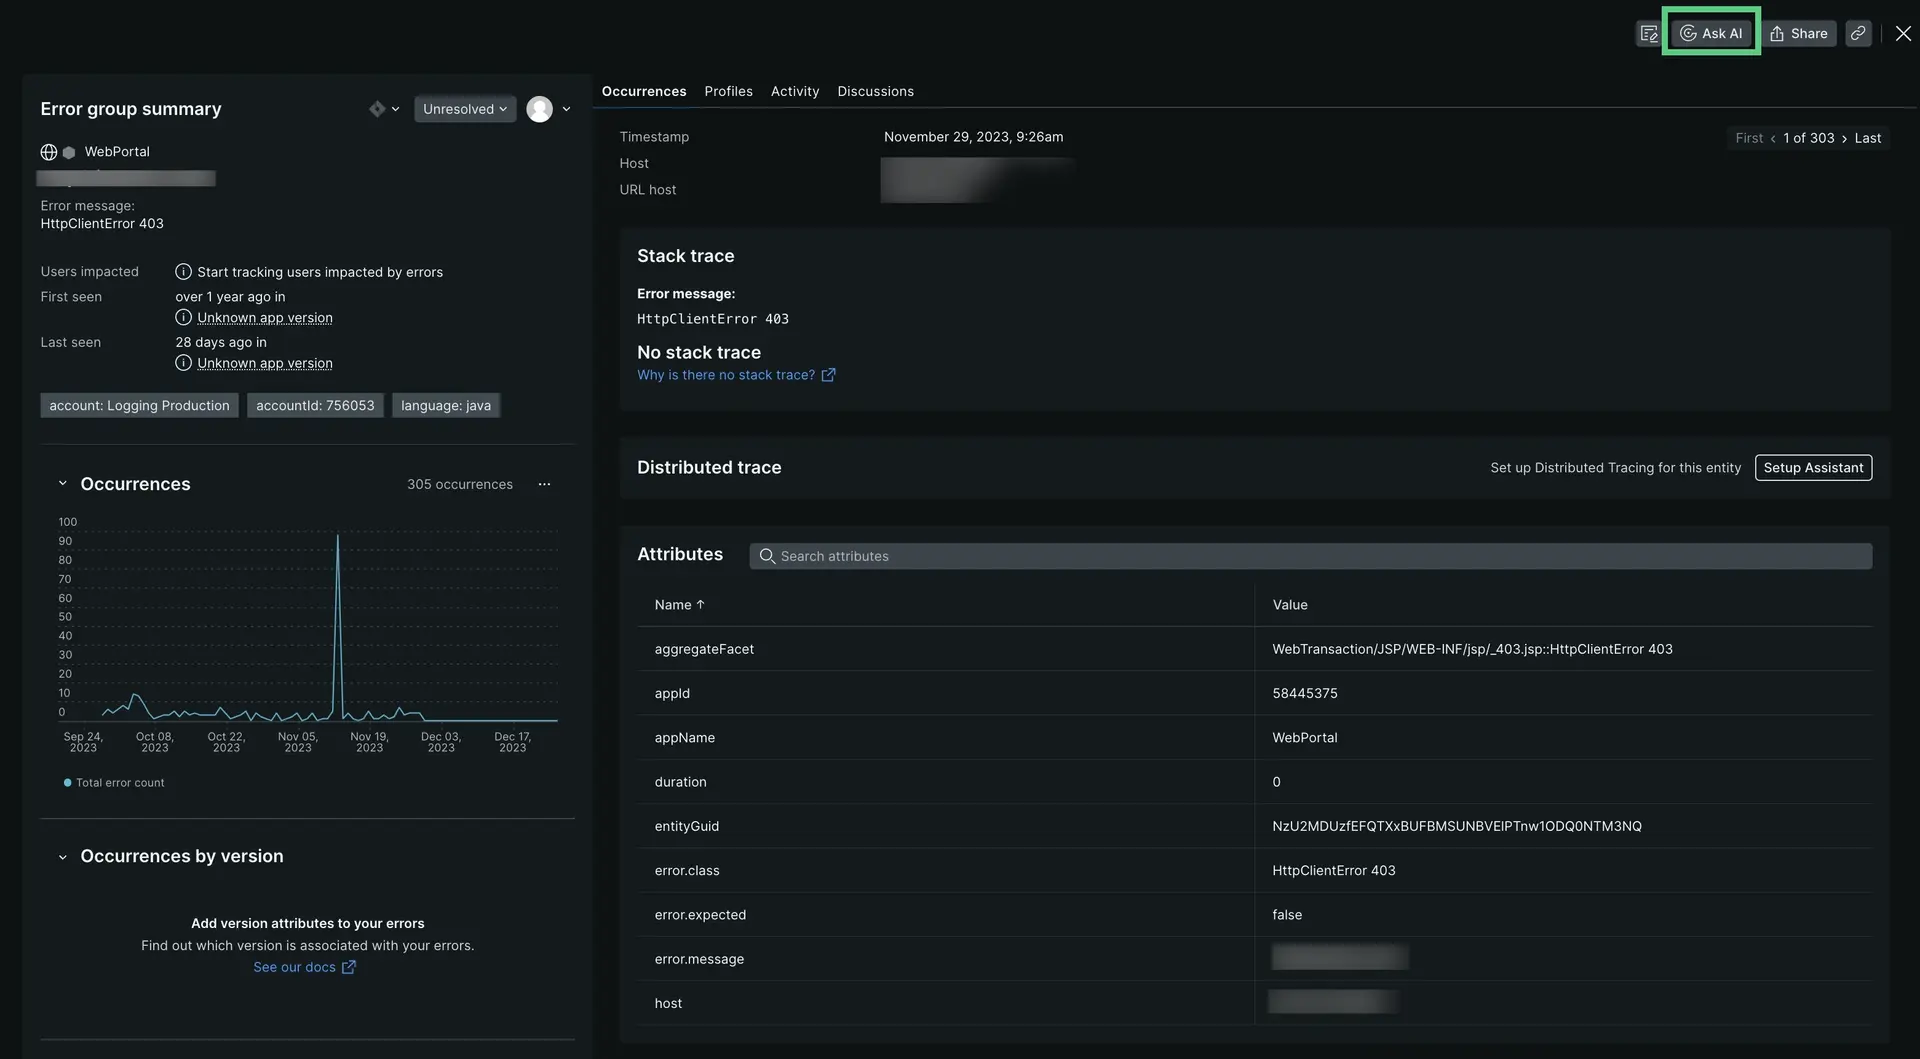 Ask AI
Share
Error group summary
Unresolved
WebPortal
Error message:
HttpClientError 403
Users impacted
Start tracking users impacted by errors
First seen
over 1 year ago in
Unknown app version
Last seen
28 days ago in
Unknown app version
account: Logging Production
accountId: 756053
language: java
Occurrences
305 occurrences
100
90
80
70
60
50
40
30
20
10
0
Sep 24,
2023
Oct 08,
2023
Oct 22,
2023
Nov 05,
2023
Nov 19,
2023
Dec 03,
2023
Dec 17,
2023
Total error count
Occurrences by version
Add version attributes to your errors
Find out which version is associated with your errors.
See our docs
Occurrences Profiles Activity Discussions
Timestamp November 29, 2023, 9:26am
First < 1 of 303 > Last
Host
URL host
Stack trace
Error message:
HttpClientError 403
No stack trace
Why is there no stack trace?
Distributed trace
Set up Distributed Tracing for this entity
Setup Assistant
Attributes
Search attributes
Name ↑ Value
aggregateFacet WebTransaction/JSP/WEB-INF/jsp/_403.jsp::HttpClientError 403
appId 58445375
appName WebPortal
duration 0
entityGuid NzU2MDUzfEFQTXxBUFBMSUNBVElPTnw1ODQ0NTM3NQ
error.class HttpClientError 403
error.expected false
error.message
host